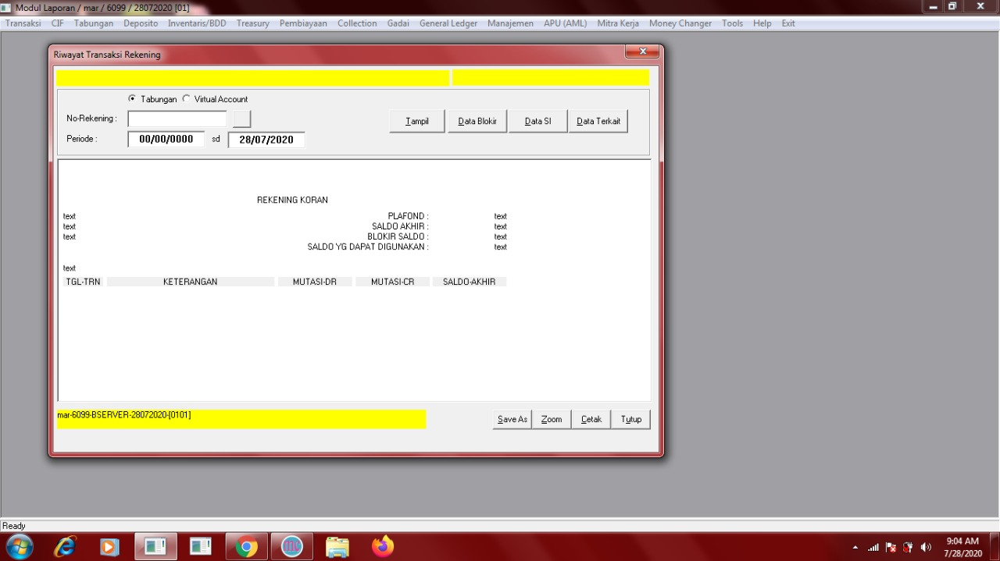 Modul Laporan / mar / 6099 / 28072020 [01]
Transaksi CIF Tabungan Deposito Inventaris/BDD Treasury Pembiayaan Collection Gadai General Ledger Manajemen APU (AML) Mitra Kerja Money Changer Tools Help Exit
Riwayat Transaksi Rekening
Tabungan Virtual Account
No-Rekening :
Tampil Data Blokir Data SI Data Terkait
Periode : 00/00/0000 sd 28/07/2020
REKENING KORAN
text PLAFOND : text
text SALDO AKHIR : text
text BLOKIR SALDO : text
SALDO YG DAPAT DIGUNAKAN : text
text
TGL-TRN KETERANGAN MUTASI-DR MUTASI-CR SALDO-AKHIR
mar-6099-BSERVER-28072020-[0101]
Save As Zoom Cetak Tutup
Ready
9:04 AM
7/28/2020